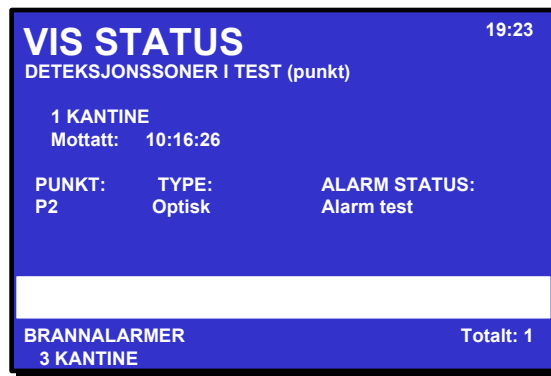 19:23
VIS STATUS
DETEKSJONSSONER I TEST (punkt)
1 KANTINE
Mottatt: 10:16:26
PUNKT: TYPE: ALARM STATUS:
P2 Optisk Alarm test
BRANNALARMER Totalt: 1
3 KANTINE